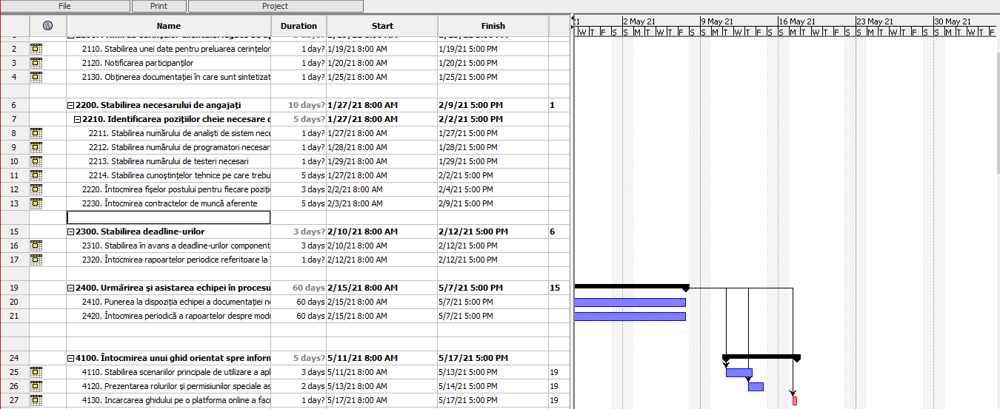 File Print Project
Name Duration Start Finish
2 2110. Stabilirea unei date pentru preluarea cerințelor 1 day? 1/19/21 8:00 AM 1/19/21 5:00 PM
3 2120. Notificarea participanților 1 day? 1/20/21 8:00 AM 1/20/21 5:00 PM
4 2130. Obținerea documentației în care sunt sintetizat 1 day? 1/25/21 8:00 AM 1/25/21 5:00 PM
6 2200. Stabilirea necesarului de angajați 10 days? 1/27/21 8:00 AM 2/9/21 5:00 PM 1
7 2210. Identificarea pozițiilor cheie necesare 5 days? 1/27/21 8:00 AM 2/2/21 5:00 PM
8 2211. Stabilirea numărului de analiști de sistem nece 1 day? 1/27/21 8:00 AM 1/27/21 5:00 PM
9 2212. Stabilirea numărului de programatori necesari 1 day? 1/28/21 8:00 AM 1/28/21 5:00 PM
10 2213. Stabilirea numărului de testeri necesari 1 day? 1/29/21 8:00 AM 1/29/21 5:00 PM
11 2214. Stabilirea cunoștințelor tehnice pe care trebu 5 days 1/27/21 8:00 AM 2/2/21 5:00 PM
12 2220. Întocmirea fișelor postului pentru fiecare poziți 3 days 2/2/21 8:00 AM 2/4/21 5:00 PM
13 2230. Întocmirea contractelor de muncă aferente 5 days 2/3/21 8:00 AM 2/9/21 5:00 PM
15 2300. Stabilirea deadline-urilor 3 days? 2/10/21 8:00 AM 2/12/21 5:00 PM 6
16 2310. Stabilirea în avans a deadline-urilor component 3 days 2/10/21 8:00 AM 2/12/21 5:00 PM
17 2320. Întocmirea rapoartelor periodice referitoare la 1 day? 2/12/21 8:00 AM 2/12/21 5:00 PM
19 2400. Urmărirea și asistarea echipei în procesu 60 days 2/15/21 8:00 AM 5/7/21 5:00 PM 15
20 2410. Punerea la dispoziția echipei a documentației 60 days 2/15/21 8:00 AM 5/7/21 5:00 PM
21 2420. Întocmirea periodică a rapoartelor despre modu 60 days 2/15/21 8:00 AM 5/7/21 5:00 PM
24 4100. Întocmirea unui ghid orientat spre inform 5 days? 5/11/21 8:00 AM 5/17/21 5:00 PM
25 4110. Stabilirea scenariilor principale de utilizare a apl 3 days 5/11/21 8:00 AM 5/13/21 5:00 PM 19
26 4120. Prezentarea rolurilor și permisiunilor speciale as 2 days 5/13/21 8:00 AM 5/14/21 5:00 PM 19
27 4130. Incarcarea ghidului pe o platforma online a facu 1 day? 5/17/21 8:00 AM 5/17/21 5:00 PM 19
2 May 21 9 May 21 16 May 21 23 May 21 30 May 21
W T F S S M T W T F S S M T W T F S S M T W T F S S M T W T F S S M T W T F